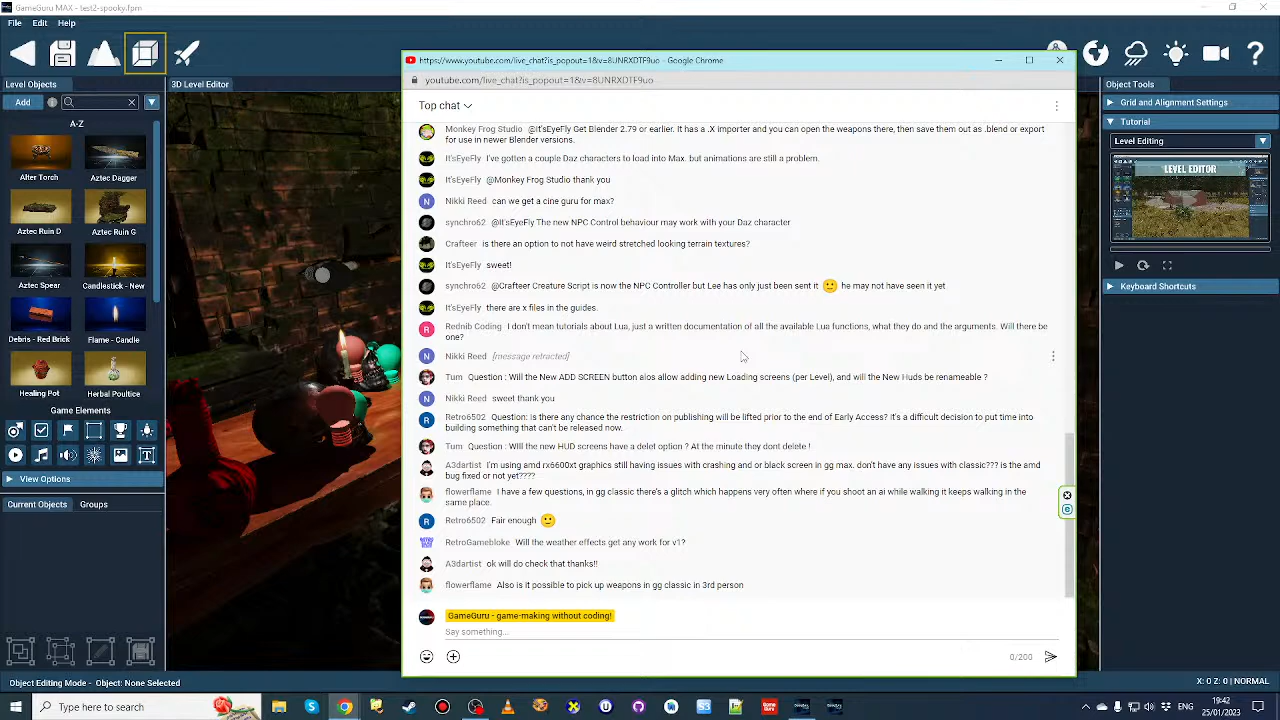 GameGuru MAX - test2-spooky.fpm
File Edit Help
Level Objects
3D Level Editor
Object Tools
Add
A-Z
Alter Torch
Aztec Dagger
Aztec Ruin D
Aztec Ruin G
Candle
Candle New
Debris - Brick
Flame - Candle
Healing Pot
Herbal Poultice
Game Elements
View Options
Current Objects Groups
https://www.youtube.com/live_chat?is_popout=1&v=8UNRXDTF9uo - Google Chrome
youtube.com/live_chat?is_popout=1&v=8UNRXDTF9uo
Top chat
Monkey Frog Studio @It'sEyeFly Get Blender 2.79 or earlier. It has a .X importer and you can open the weapons there, then save them out as .blend or export
for use in newer Blender versions.
It'sEyeFly I've gotten a couple Daz characters to load into Max. but animations are still a problem.
It'sEyeFly @Monkey Frog Studio thank you
N Nikki Reed can we get a cine guru for max?
synchro62 @It'sEyeFly The new NPC Control behaviour may work with your Daz character
Crafteer is there an option to not have weird stretched looking terrain textures?
It'sEyeFly sweet!
synchro62 @Crafteer Creature Script is now the NPC Controller but Lee has only just been sent it 🙂 he may not have seen it yet
It'sEyeFly there are x files in the guides.
R Rednib Coding I don't mean tutorials about Lua, just a written documentation of all the available Lua functions, what they do and the arguments. Will there be
one?
N Nikki Reed [message retracted]
Tum Question : Will the New ADD SCREEN button alos allow adding new Loading screens (per Level), and will the New Huds be renameable ?
N Nikki Reed sweet thank you
R Retro6502 Question: is there any chance the restriction on publishing will be lifted prior to the end of Early Access? it's a difficult decision to put time into
building something that can't be released now.
Tum Question : WIll the new HUD screens have a delet option ? At the minute they dont delete !
A3dartist I'm using amd rx6600xt graphics still having issues with crashing and or black screen in gg max. don't have any issues with classic??? is the amd
bug fixed or not yet????
flowerflame I have a few questions, in gg classic there's a glitch which happens very often where if you shoot an ai while walking it keeps walking in the
same place.
R Retro6502 Fair enough 🙂
RetroGamebloke Will the weather effects get any work for v1?
A3dartist ok will do check that thanks!!
flowerflame Also is it possible to pick up weapons in gg classic in 3rd person
GameGuru - game-making without coding!
Say something...
0/200
Grid and Alignment Settings
Tutorial
Level Editing
LEVEL EDITOR
Keyboard Shortcuts
Object Editing Mode - Object: None Selected
X: 0 Z: 0 | NORMAL
Type here to search
19:42
25/01/2023